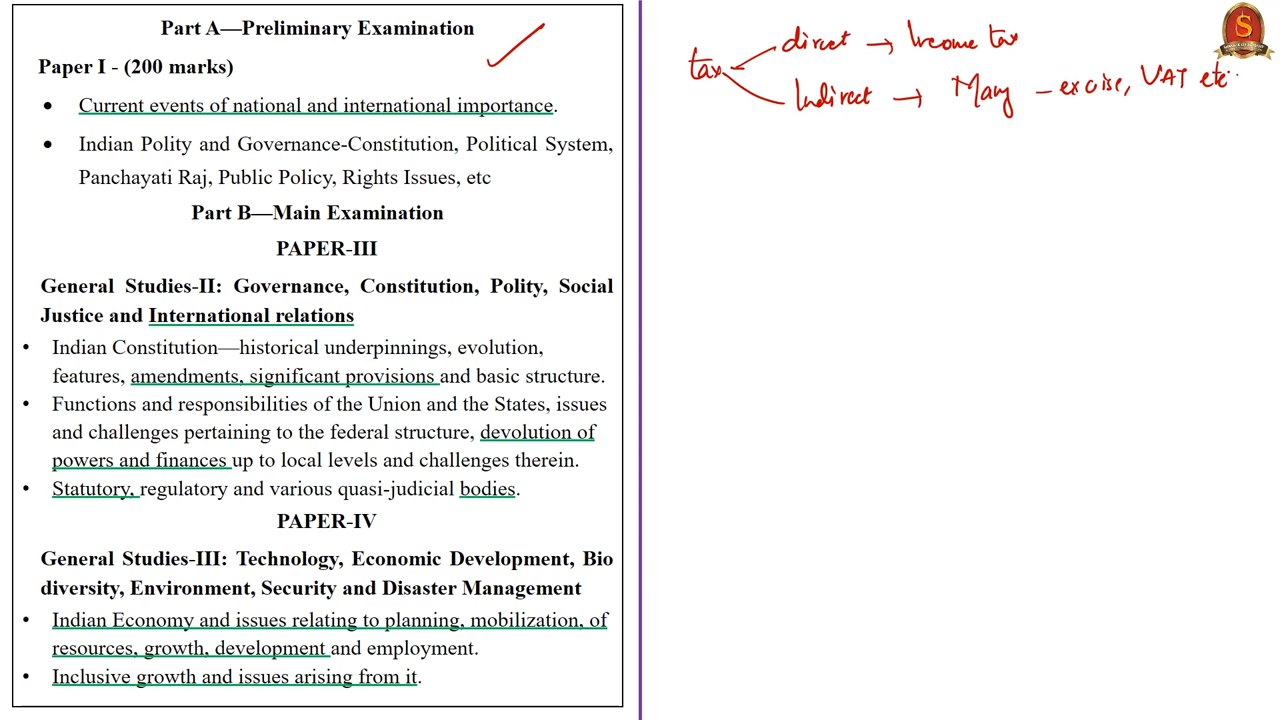 Part A—Preliminary Examination
Paper I - (200 marks)
• Current events of national and international importance.
• Indian Polity and Governance-Constitution, Political System,
Panchayati Raj, Public Policy, Rights Issues, etc
Part B—Main Examination
PAPER-III
General Studies-II: Governance, Constitution, Polity, Social
Justice and International relations
• Indian Constitution—historical underpinnings, evolution,
features, amendments, significant provisions and basic structure.
• Functions and responsibilities of the Union and the States, issues
and challenges pertaining to the federal structure, devolution of
powers and finances up to local levels and challenges therein.
• Statutory, regulatory and various quasi-judicial bodies.
PAPER-IV
General Studies-III: Technology, Economic Development, Bio
diversity, Environment, Security and Disaster Management
• Indian Economy and issues relating to planning, mobilization, of
resources, growth, development and employment.
• Inclusive growth and issues arising from it.
tax
direct → Income tax
Indirect → Many – excise, VAT etc..
S